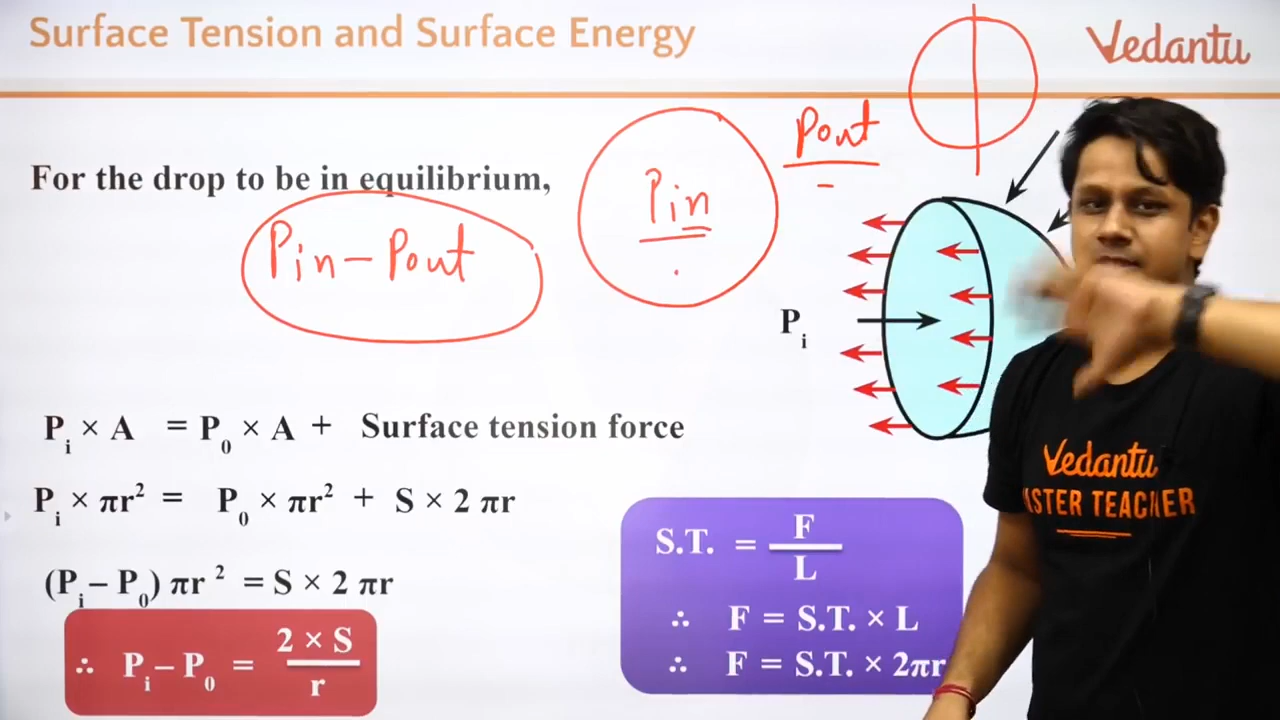 Surface Tension and Surface Energy
Vedantu
For the drop to be in equilibrium,
Pin - Pout
Pin
Pout
Pᵢ
Pᵢ × A = P₀ × A + Surface tension force
Pᵢ × πr² = P₀ × πr² + S × 2 πr
(Pᵢ – P₀) πr² = S × 2 πr
∴ Pᵢ – P₀ = 2 × S / r
S.T. = F / L
∴ F = S.T. × L
∴ F = S.T. × 2πr
Vedantu
STER TEACHER